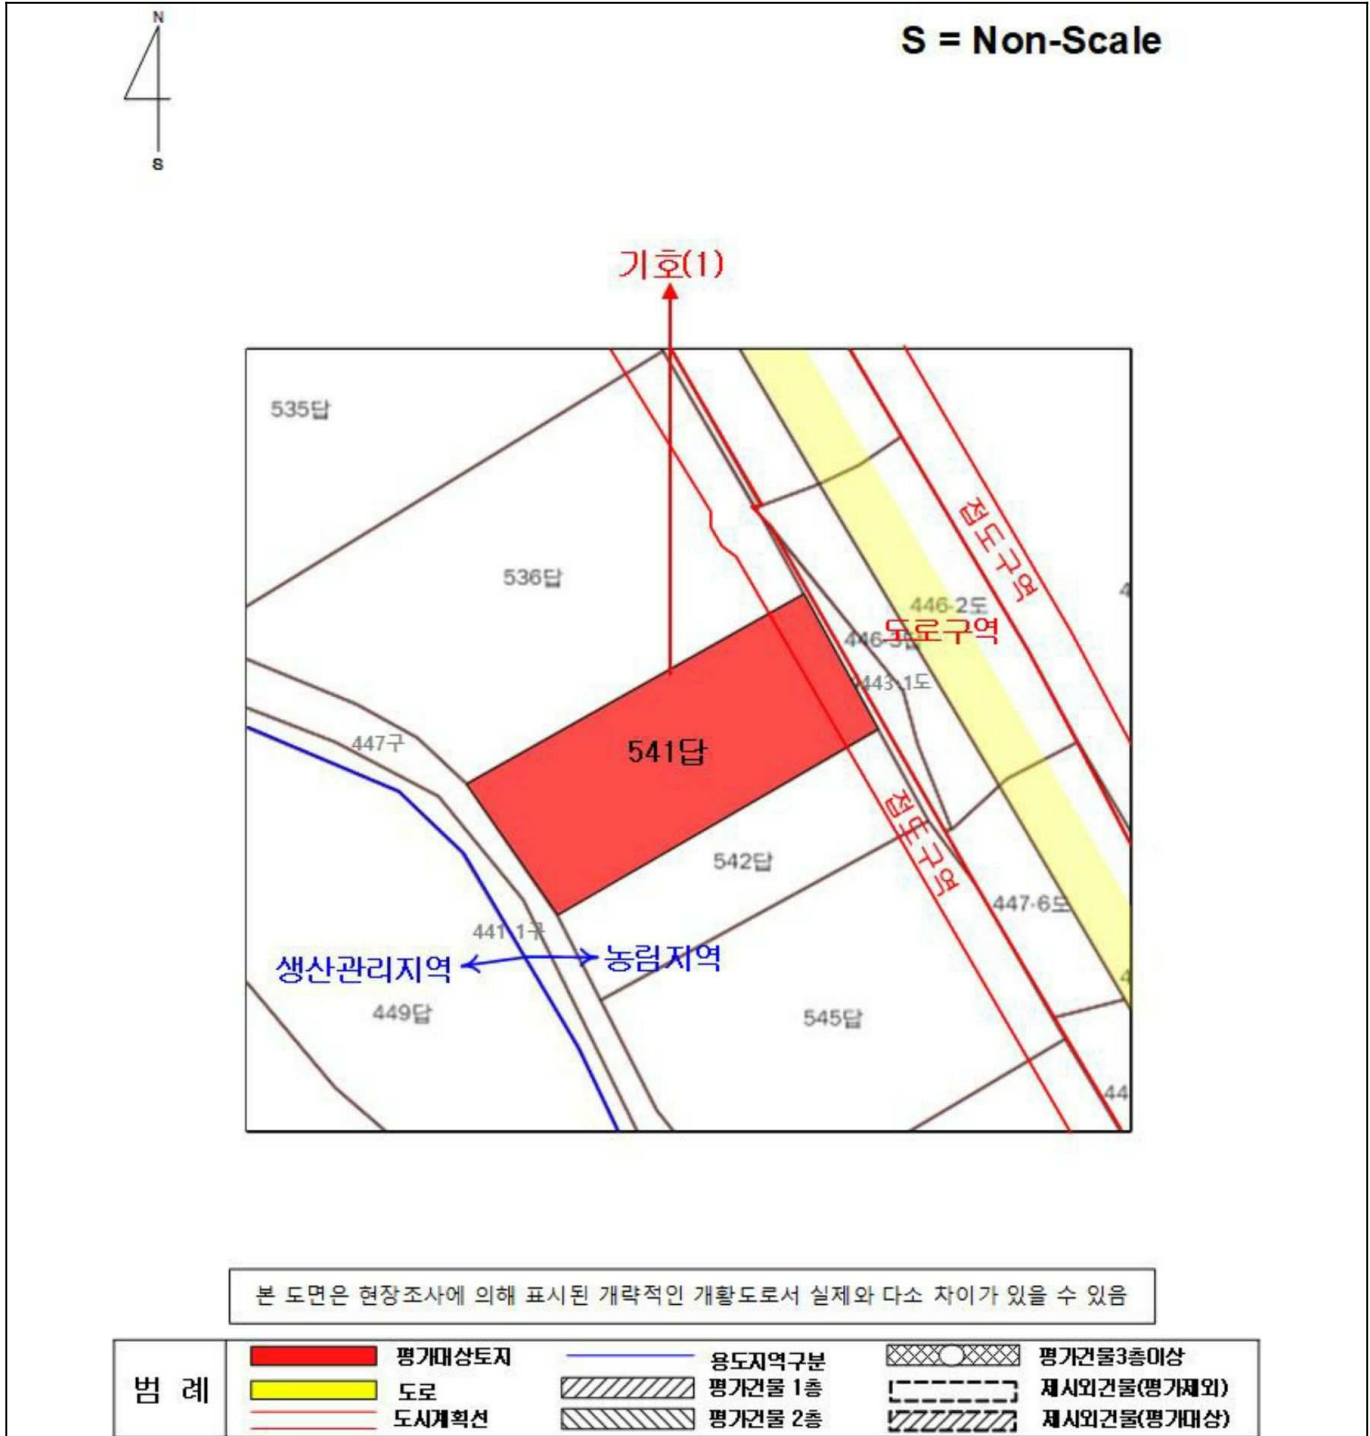 N
S
S = Non-Scale
기호(1)
535답
536답
접도구역
446-2도
도로구역
446-3답
443-1도
447구
541답
접도구역
542답
447-6도
441-1구
생산관리지역
농림지역
449답
545답
44
본 도면은 현장조사에 의해 표시된 개략적인 개황도로서 실제와 다소 차이가 있을 수 있음
범 례
평가대상토지
용도지역구분
평가건물3층이상
도로
평가건물 1층
제시외건물(평가제외)
도시계획선
평가건물 2층
제시외건물(평가대상)